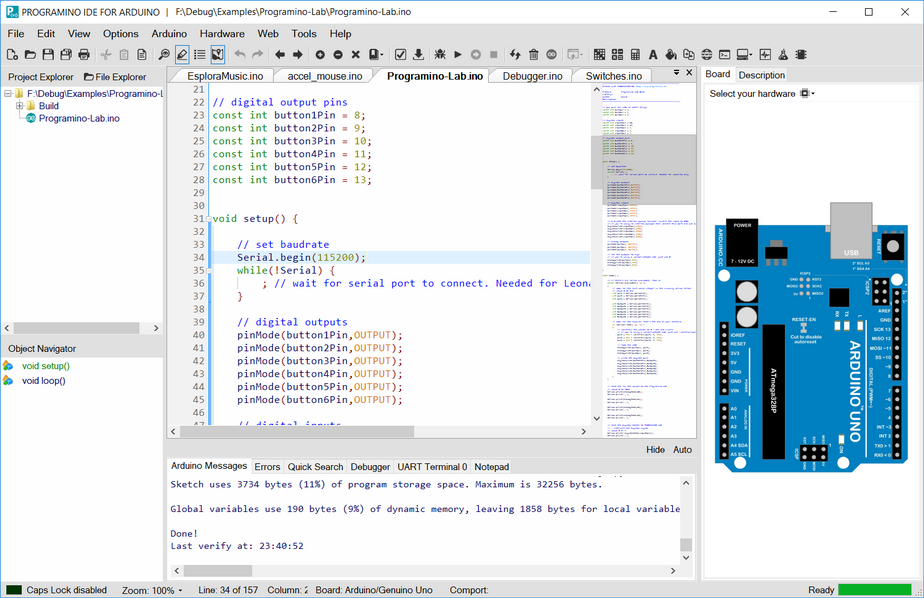 PROGRAMINO IDE FOR ARDUINO | F:\Debug\Examples\Programino-Lab\Programino-Lab.ino
File Edit View Options Arduino Hardware Web Tools Help
Project Explorer File Explorer
F:\Debug\Examples\Programino-L
Build
Programino-Lab.ino
Object Navigator
void setup()
void loop()
EsploraMusic.ino accel_mouse.ino Programino-Lab.ino Debugger.ino Switches.ino
21
22 // digital output pins
23 const int button1Pin = 8;
24 const int button2Pin = 9;
25 const int button3Pin = 10;
26 const int button4Pin = 11;
27 const int button5Pin = 12;
28 const int button6Pin = 13;
29
30
31 void setup() {
32
33 // set baudrate
34 Serial.begin(115200);
35 while(!Serial) {
36 ; // wait for serial port to connect. Needed for Leona
37 }
38
39 // digital outputs
40 pinMode(button1Pin,OUTPUT);
41 pinMode(button2Pin,OUTPUT);
42 pinMode(button3Pin,OUTPUT);
43 pinMode(button4Pin,OUTPUT);
44 pinMode(button5Pin,OUTPUT);
45 pinMode(button6Pin,OUTPUT);
46
47 // digital inputs
Hide Auto
Arduino Messages Errors Quick Search Debugger UART Terminal 0 Notepad
Sketch uses 3734 bytes (11%) of program storage space. Maximum is 32256 bytes.
Global variables use 190 bytes (9%) of dynamic memory, leaving 1858 bytes for local variable
Done!
Last verify at: 23:40:52
Board Description
Select your hardware
ARDUINO CC
POWER
7 - 12V DC
USB
RESET
ICSP2
RESET-EN
Cut to disable
autoreset
RX
TX
L
IOREF
RESET
3V3
5V
GND
GND
VIN
POWER
A0
A1
A2
A3
A4 SDA
A5 SCL
ANALOG IN
ATmega328P
ARDUINO UNO
AREF
GND
SCK 13
MISO 12
MOSI ~11
SS ~10
~9
8
7
~6
~5
4
INT ~3
INT 2
TX0 > 1
RX0 < 0
DIGITAL (PWM~)
ICSP
ON
Caps Lock disabled Zoom: 100% Line: 34 of 157 Column: 2 Board: Arduino/Genuino Uno Comport: Ready